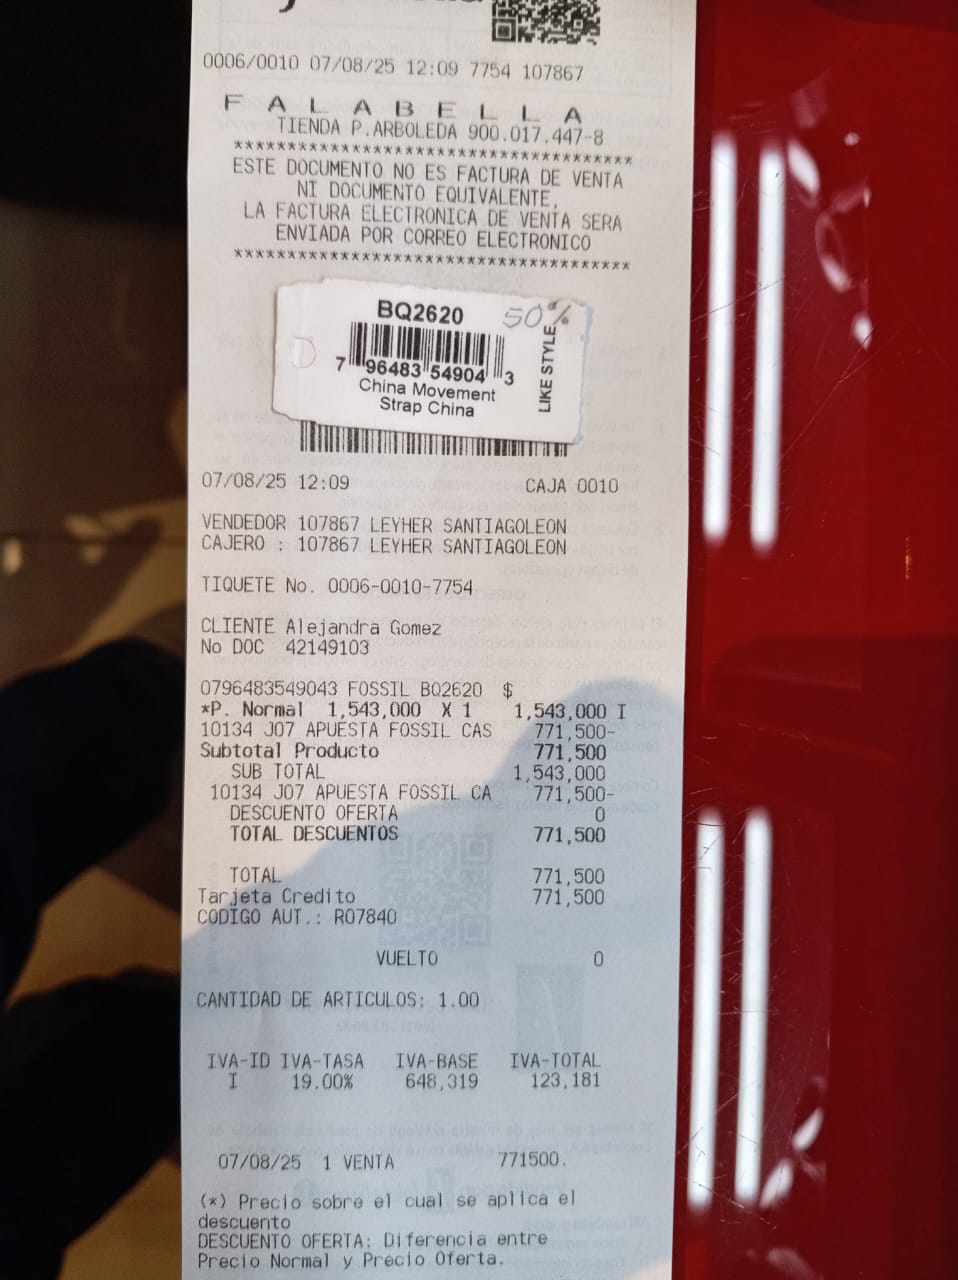 0006/0010 07/08/25 12:09 7754 107867
F A L A B E L L A
TIENDA P.ARBOLEDA 900.017.447-8
*************************************
ESTE DOCUMENTO NO ES FACTURA DE VENTA
NI DOCUMENTO EQUIVALENTE,
LA FACTURA ELECTRONICA DE VENTA SERA
ENVIADA POR CORREO ELECTRONICO
*************************************
BQ2620 50%
7 96483 54904 3
China Movement
Strap China
LIKE STYLE
07/08/25 12:09 CAJA 0010
VENDEDOR 107867 LEYHER SANTIAGOLEON
CAJERO : 107867 LEYHER SANTIAGOLEON
TIQUETE No. 0006-0010-7754
CLIENTE Alejandra Gomez
No DOC 42149103
0796483549043 FOSSIL BQ2620 $
*P. Normal 1,543,000 X 1 1,543,000 I
10134 J07 APUESTA FOSSIL CAS 771,500-
Subtotal Producto 771,500
SUB TOTAL 1,543,000
10134 J07 APUESTA FOSSIL CA 771,500-
DESCUENTO OFERTA 0
TOTAL DESCUENTOS 771,500
TOTAL 771,500
Tarjeta Credito 771,500
CODIGO AUT.: R07840
VUELTO 0
CANTIDAD DE ARTICULOS: 1.00
IVA-ID IVA-TASA IVA-BASE IVA-TOTAL
I 19.00% 648,319 123,181
07/08/25 1 VENTA 771500.
(*) Precio sobre el cual se aplica el
descuento
DESCUENTO OFERTA: Diferencia entre
Precio Normal y Precio Oferta.